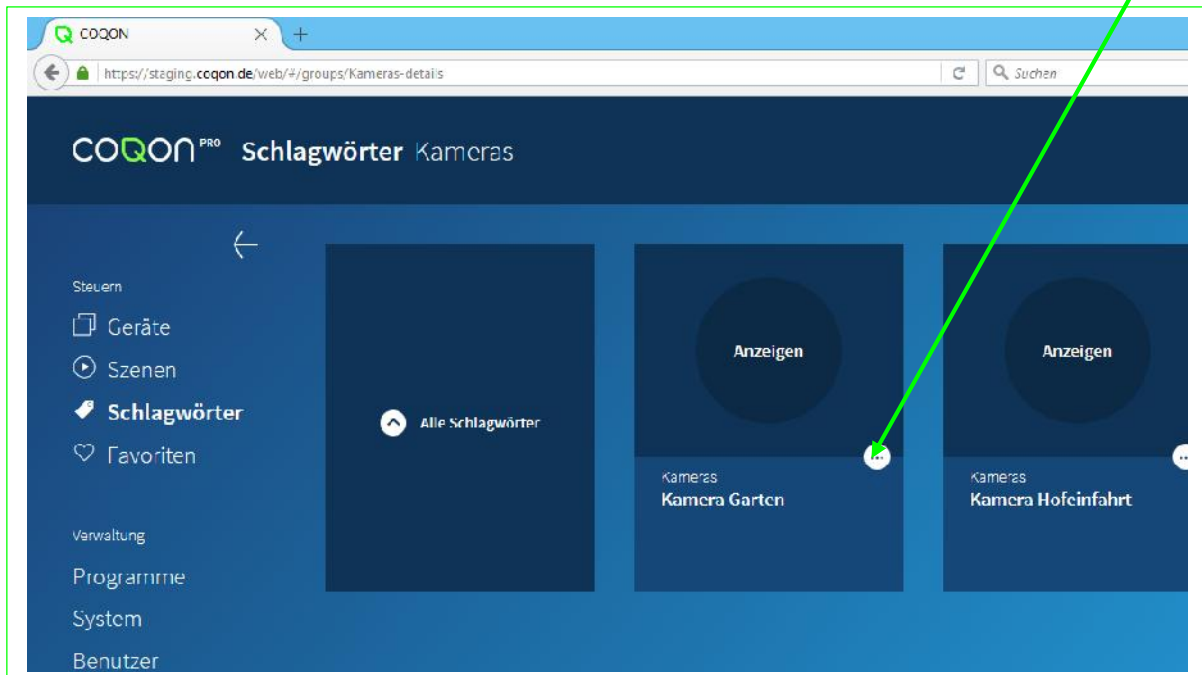 COQON
https://staging.coqon.de/web/#/groups/Kameras-details
Suchen
COQON PRO Schlagwörter Kameras
Steuern
Geräte
Szenen
Schlagwörter
Favoriten
Verwaltung
Programme
System
Benutzer
Alle Schlagwörter
Anzeigen
Kameras
Kamera Garten
Anzeigen
Kameras
Kamera Hofeinfahrt